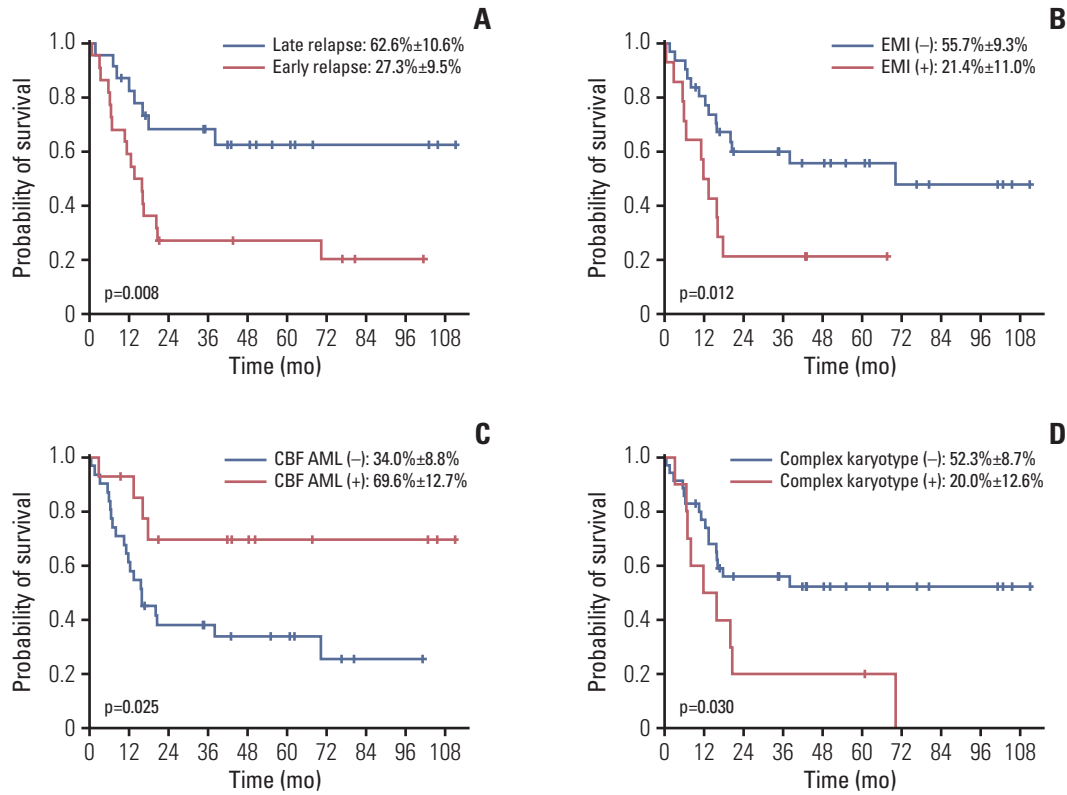 A
Late relapse: 62.6%±10.6%
Early relapse: 27.3%±9.5%
Probability of survival
1.0
0.8
0.6
0.4
0.2
0
p=0.008
0 12 24 36 48 60 72 84 96 108
Time (mo)
B
EMI (–): 55.7%±9.3%
EMI (+): 21.4%±11.0%
Probability of survival
1.0
0.8
0.6
0.4
0.2
0
p=0.012
0 12 24 36 48 60 72 84 96 108
Time (mo)
C
CBF AML (–): 34.0%±8.8%
CBF AML (+): 69.6%±12.7%
Probability of survival
1.0
0.8
0.6
0.4
0.2
0
p=0.025
0 12 24 36 48 60 72 84 96 108
Time (mo)
D
Complex karyotype (–): 52.3%±8.7%
Complex karyotype (+): 20.0%±12.6%
Probability of survival
1.0
0.8
0.6
0.4
0.2
0
p=0.030
0 12 24 36 48 60 72 84 96 108
Time (mo)